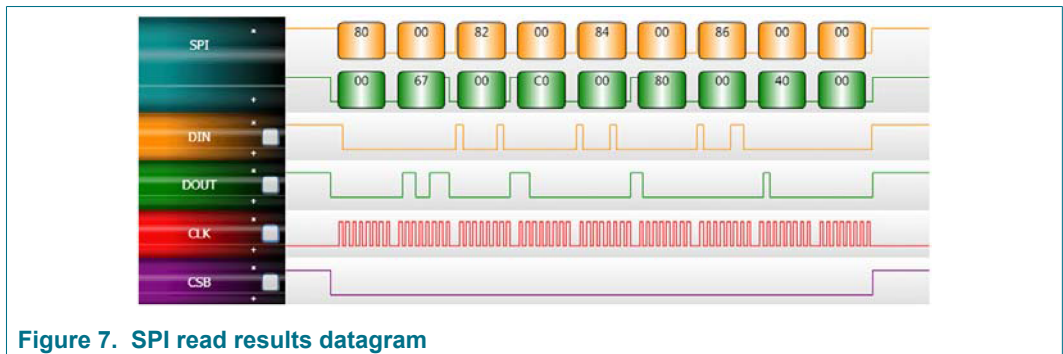 SPI
80 00 82 00 84 00 86 00 00
00 67 00 C0 00 80 00 40 00
DIN
DOUT
CLK
CSB
Figure 7. SPI read results datagram